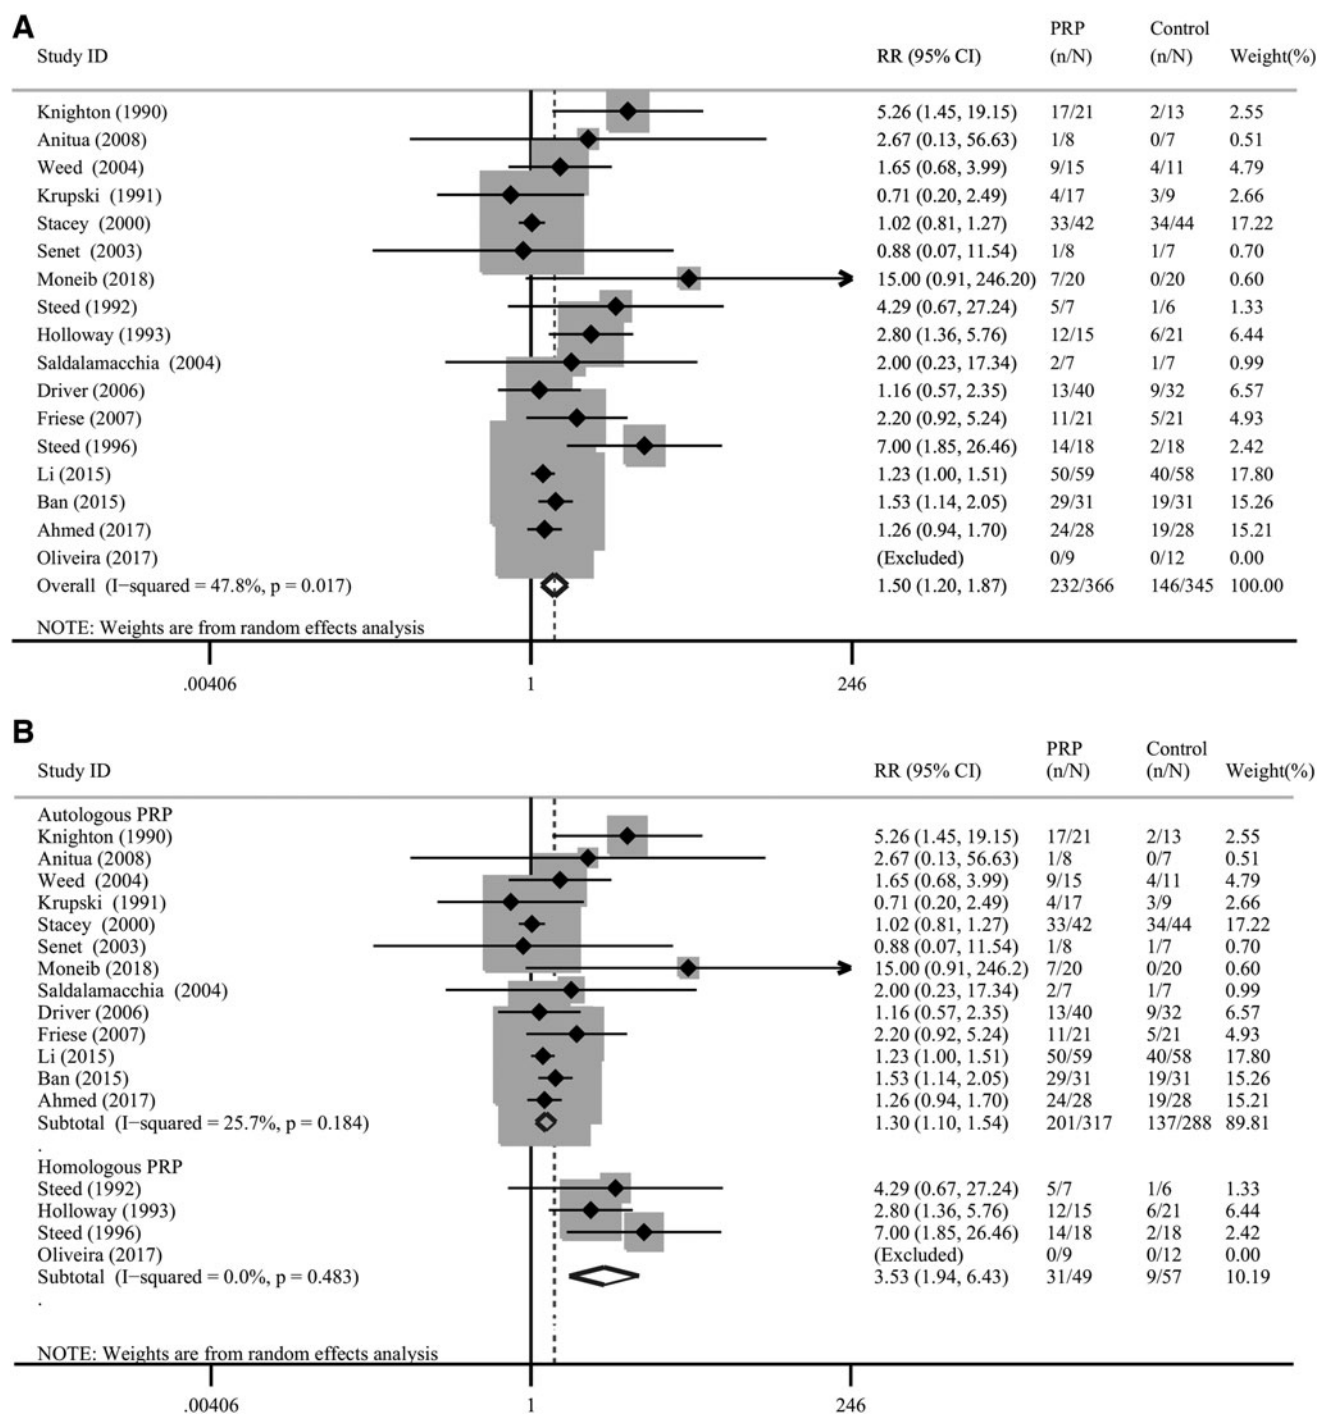 A
PRP Control
Study ID RR (95% CI) (n/N) (n/N) Weight(%)
Knighton (1990) 5.26 (1.45, 19.15) 17/21 2/13 2.55
Anitua (2008) 2.67 (0.13, 56.63) 1/8 0/7 0.51
Weed (2004) 1.65 (0.68, 3.99) 9/15 4/11 4.79
Krupski (1991) 0.71 (0.20, 2.49) 4/17 3/9 2.66
Stacey (2000) 1.02 (0.81, 1.27) 33/42 34/44 17.22
Senet (2003) 0.88 (0.07, 11.54) 1/8 1/7 0.70
Moneib (2018) 15.00 (0.91, 246.20) 7/20 0/20 0.60
Steed (1992) 4.29 (0.67, 27.24) 5/7 1/6 1.33
Holloway (1993) 2.80 (1.36, 5.76) 12/15 6/21 6.44
Saldalamacchia (2004) 2.00 (0.23, 17.34) 2/7 1/7 0.99
Driver (2006) 1.16 (0.57, 2.35) 13/40 9/32 6.57
Friese (2007) 2.20 (0.92, 5.24) 11/21 5/21 4.93
Steed (1996) 7.00 (1.85, 26.46) 14/18 2/18 2.42
Li (2015) 1.23 (1.00, 1.51) 50/59 40/58 17.80
Ban (2015) 1.53 (1.14, 2.05) 29/31 19/31 15.26
Ahmed (2017) 1.26 (0.94, 1.70) 24/28 19/28 15.21
Oliveira (2017) (Excluded) 0/9 0/12 0.00
Overall (I−squared = 47.8%, p = 0.017) 1.50 (1.20, 1.87) 232/366 146/345 100.00
NOTE: Weights are from random effects analysis
.00406 1 246
B
PRP Control
Study ID RR (95% CI) (n/N) (n/N) Weight(%)
Autologous PRP
Knighton (1990) 5.26 (1.45, 19.15) 17/21 2/13 2.55
Anitua (2008) 2.67 (0.13, 56.63) 1/8 0/7 0.51
Weed (2004) 1.65 (0.68, 3.99) 9/15 4/11 4.79
Krupski (1991) 0.71 (0.20, 2.49) 4/17 3/9 2.66
Stacey (2000) 1.02 (0.81, 1.27) 33/42 34/44 17.22
Senet (2003) 0.88 (0.07, 11.54) 1/8 1/7 0.70
Moneib (2018) 15.00 (0.91, 246.2) 7/20 0/20 0.60
Saldalamacchia (2004) 2.00 (0.23, 17.34) 2/7 1/7 0.99
Driver (2006) 1.16 (0.57, 2.35) 13/40 9/32 6.57
Friese (2007) 2.20 (0.92, 5.24) 11/21 5/21 4.93
Li (2015) 1.23 (1.00, 1.51) 50/59 40/58 17.80
Ban (2015) 1.53 (1.14, 2.05) 29/31 19/31 15.26
Ahmed (2017) 1.26 (0.94, 1.70) 24/28 19/28 15.21
Subtotal (I−squared = 25.7%, p = 0.184) 1.30 (1.10, 1.54) 201/317 137/288 89.81
.
Homologous PRP
Steed (1992) 4.29 (0.67, 27.24) 5/7 1/6 1.33
Holloway (1993) 2.80 (1.36, 5.76) 12/15 6/21 6.44
Steed (1996) 7.00 (1.85, 26.46) 14/18 2/18 2.42
Oliveira (2017) (Excluded) 0/9 0/12 0.00
Subtotal (I−squared = 0.0%, p = 0.483) 3.53 (1.94, 6.43) 31/49 9/57 10.19
.
NOTE: Weights are from random effects analysis
.00406 1 246